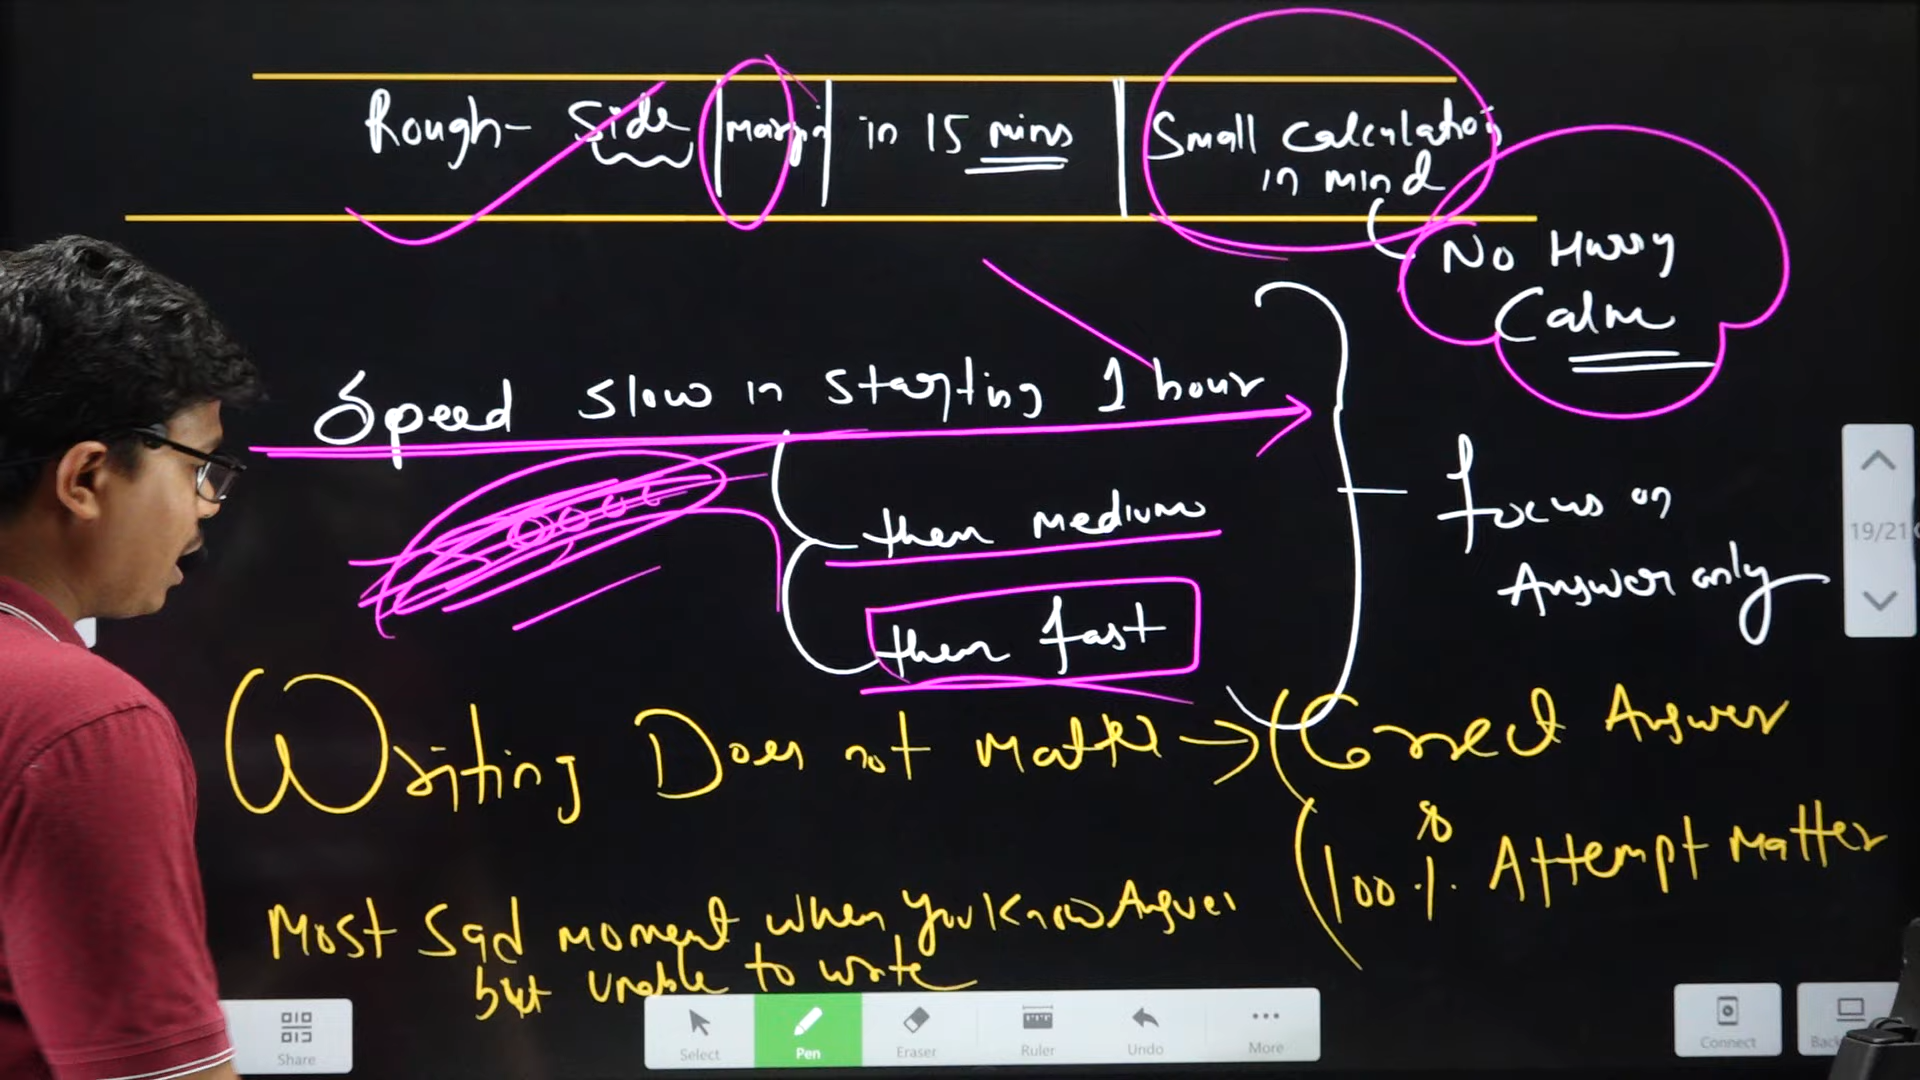 Rough- Side | margin | in 15 mins | Small calculation
in mind
No Hurry
Calm
Speed slow in starting 1 hour
then medium
then fast
focus on
Answer only
19/21
Writing Does not matter → Correct Answer
&
100 % Attempt Matter
Most Sad moment when you know Answer
but unable to write
Share
Select
Pen
Eraser
Ruler
Undo
More
Connect